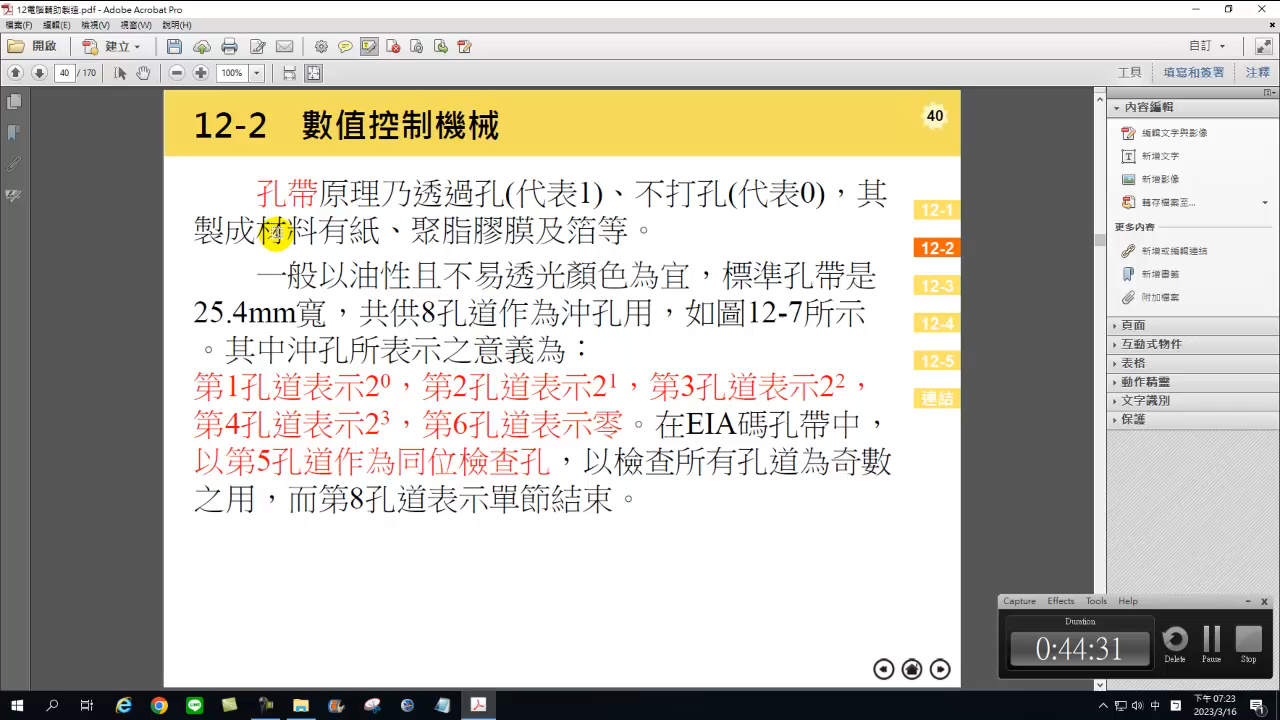 12電腦輔助製造.pdf - Adobe Acrobat Pro
檔案(F) 編輯(E) 檢視(V) 視窗(W) 說明(H)
開啟 建立 自訂
40 / 170 100% 工具 填寫和簽署 注釋
12-2 數值控制機械 40
孔帶原理乃透過孔(代表1)、不打孔(代表0)，其
製成材料有紙、聚脂膠膜及箔等。
一般以油性且不易透光顏色為宜，標準孔帶是
25.4mm寬，共供8孔道作為沖孔用，如圖12-7所示
。其中沖孔所表示之意義為：
第1孔道表示2⁰，第2孔道表示2¹，第3孔道表示2²，
第4孔道表示2³，第6孔道表示零。在EIA碼孔帶中，
以第5孔道作為同位檢查孔，以檢查所有孔道為奇數
之用，而第8孔道表示單節結束。
12-1
12-2
12-3
12-4
12-5
連結
內容編輯
編輯文字與影像
新增文字
新增影像
轉存檔案至...
更多內容
新增或編輯連結
新增書籤
附加檔案
頁面
互動式物件
表格
動作精靈
文字識別
保護
Capture Effects Tools Help
Duration
0:44:31
Delete Pause Stop
LINE
中
下午 07:23
2023/3/16
1